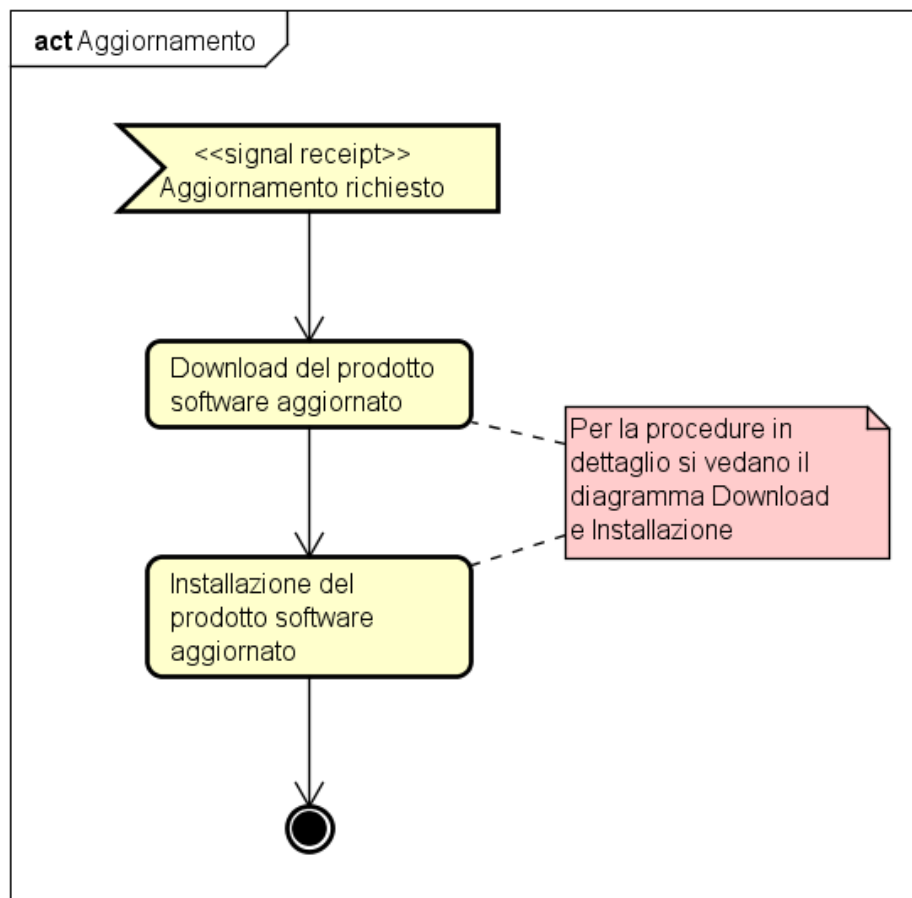 act Aggiornamento
<<signal receipt>>
Aggiornamento richiesto
Download del prodotto
software aggiornato
Per la procedure in
dettaglio si vedano il
diagramma Download
e Installazione
Installazione del
prodotto software
aggiornato